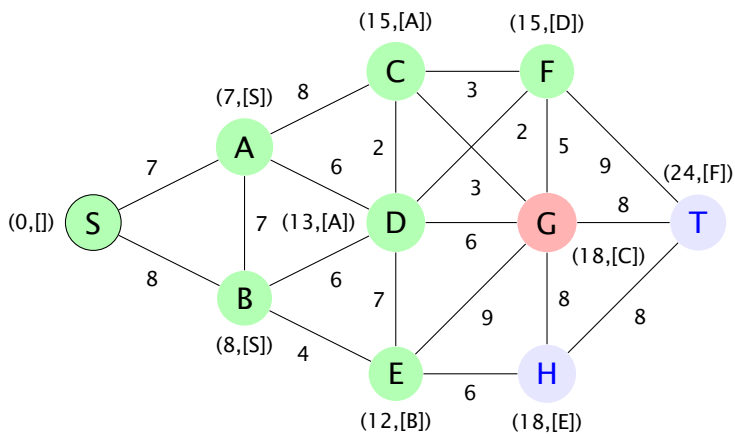 (15,[A])
(15,[D])
C
F
3
8
(7,[S])
A
2
2
5
9
7
6
3
8
(24,[F])
(0,[])
S
7
(13,[A])
D
6
G
T
(18,[C])
8
6
B
7
9
8
8
(8,[S])
4
E
6
H
(12,[B])
(18,[E])